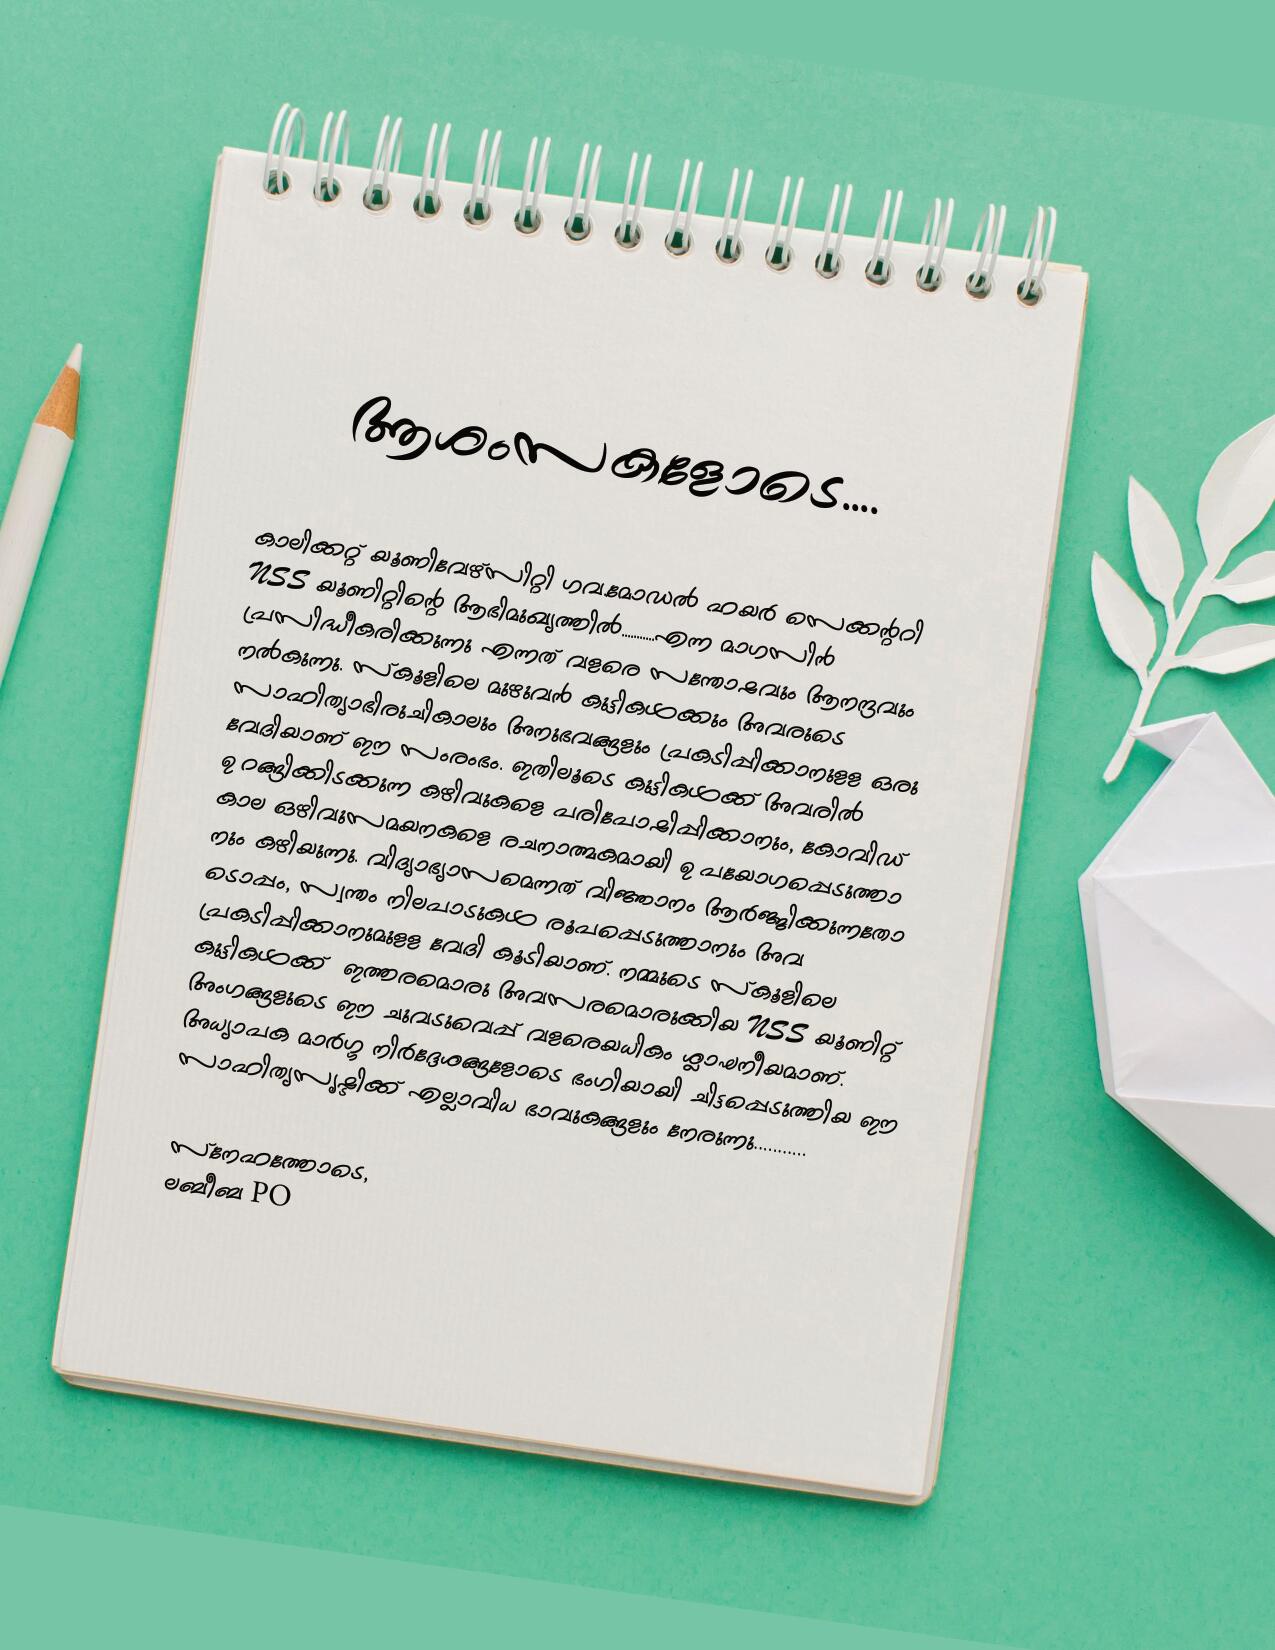 ആശംസകളോടെ....
കാലിക്കറ്റ് യൂണിവേഴ്സിറ്റി ഗവ.മോഡൽ ഹയർ സെക്കന്ററി
NSS യൂണിറ്റിന്റെ ആഭിമുഖ്യത്തിൽ..........എന്ന മാഗസിൻ
പ്രസിദ്ധീകരിക്കുന്നു എന്നത് വളരെ സന്തോഷവും ആനന്ദവും
നൽകുന്നു. സ്കൂളിലെ മുഴുവൻ കുട്ടികൾക്കും അവരുടെ
സാഹിത്യാഭിരുചികാലും അനുഭവങ്ങളും പ്രകടിപ്പിക്കാനുളള ഒരു
വേദിയാണ് ഈ സംരംഭം. ഇതിലൂടെ കുട്ടികൾക്ക് അവരിൽ
ഉറങ്ങിക്കിടക്കുന്ന കഴിവുകളെ പരിപോഷിപ്പിക്കാനും, കോവിഡ്
കാല ഒഴിവുസമയനകളെ രചനാത്മകമായി ഉപയോഗപ്പെടുത്താ
നും കഴിയുന്നു. വിദ്യാഭ്യാസമെന്നത് വിജ്ഞാനം ആർജ്ജിക്കുന്നതോ
ടൊപ്പം, സ്വന്തം നിലപാടുകൾ രൂപപ്പെടുത്താനും അവ
പ്രകടിപ്പിക്കാനുമുളള വേദി കൂടിയാണ്. നമ്മുടെ സ്കൂളിലെ
കുട്ടികൾക്ക് ഇത്തരമൊരു അവസരമൊരുക്കിയ NSS യൂണിറ്റ്
അംഗങ്ങളുടെ ഈ ചുവടുവെപ്പ് വളരെയധികം ശ്ലാഘനീയമാണ്.
അധ്യാപക മാർഗ്ഗ നിർദ്ദേശങ്ങളോടെ ഭംഗിയായി ചിട്ടപ്പെടുത്തിയ ഈ
സാഹിത്യസൃഷ്ടിക്ക് എല്ലാവിധ ഭാവുകങ്ങളും നേരുന്നു...........
സ്നേഹത്തോടെ,
ലബീബ PO